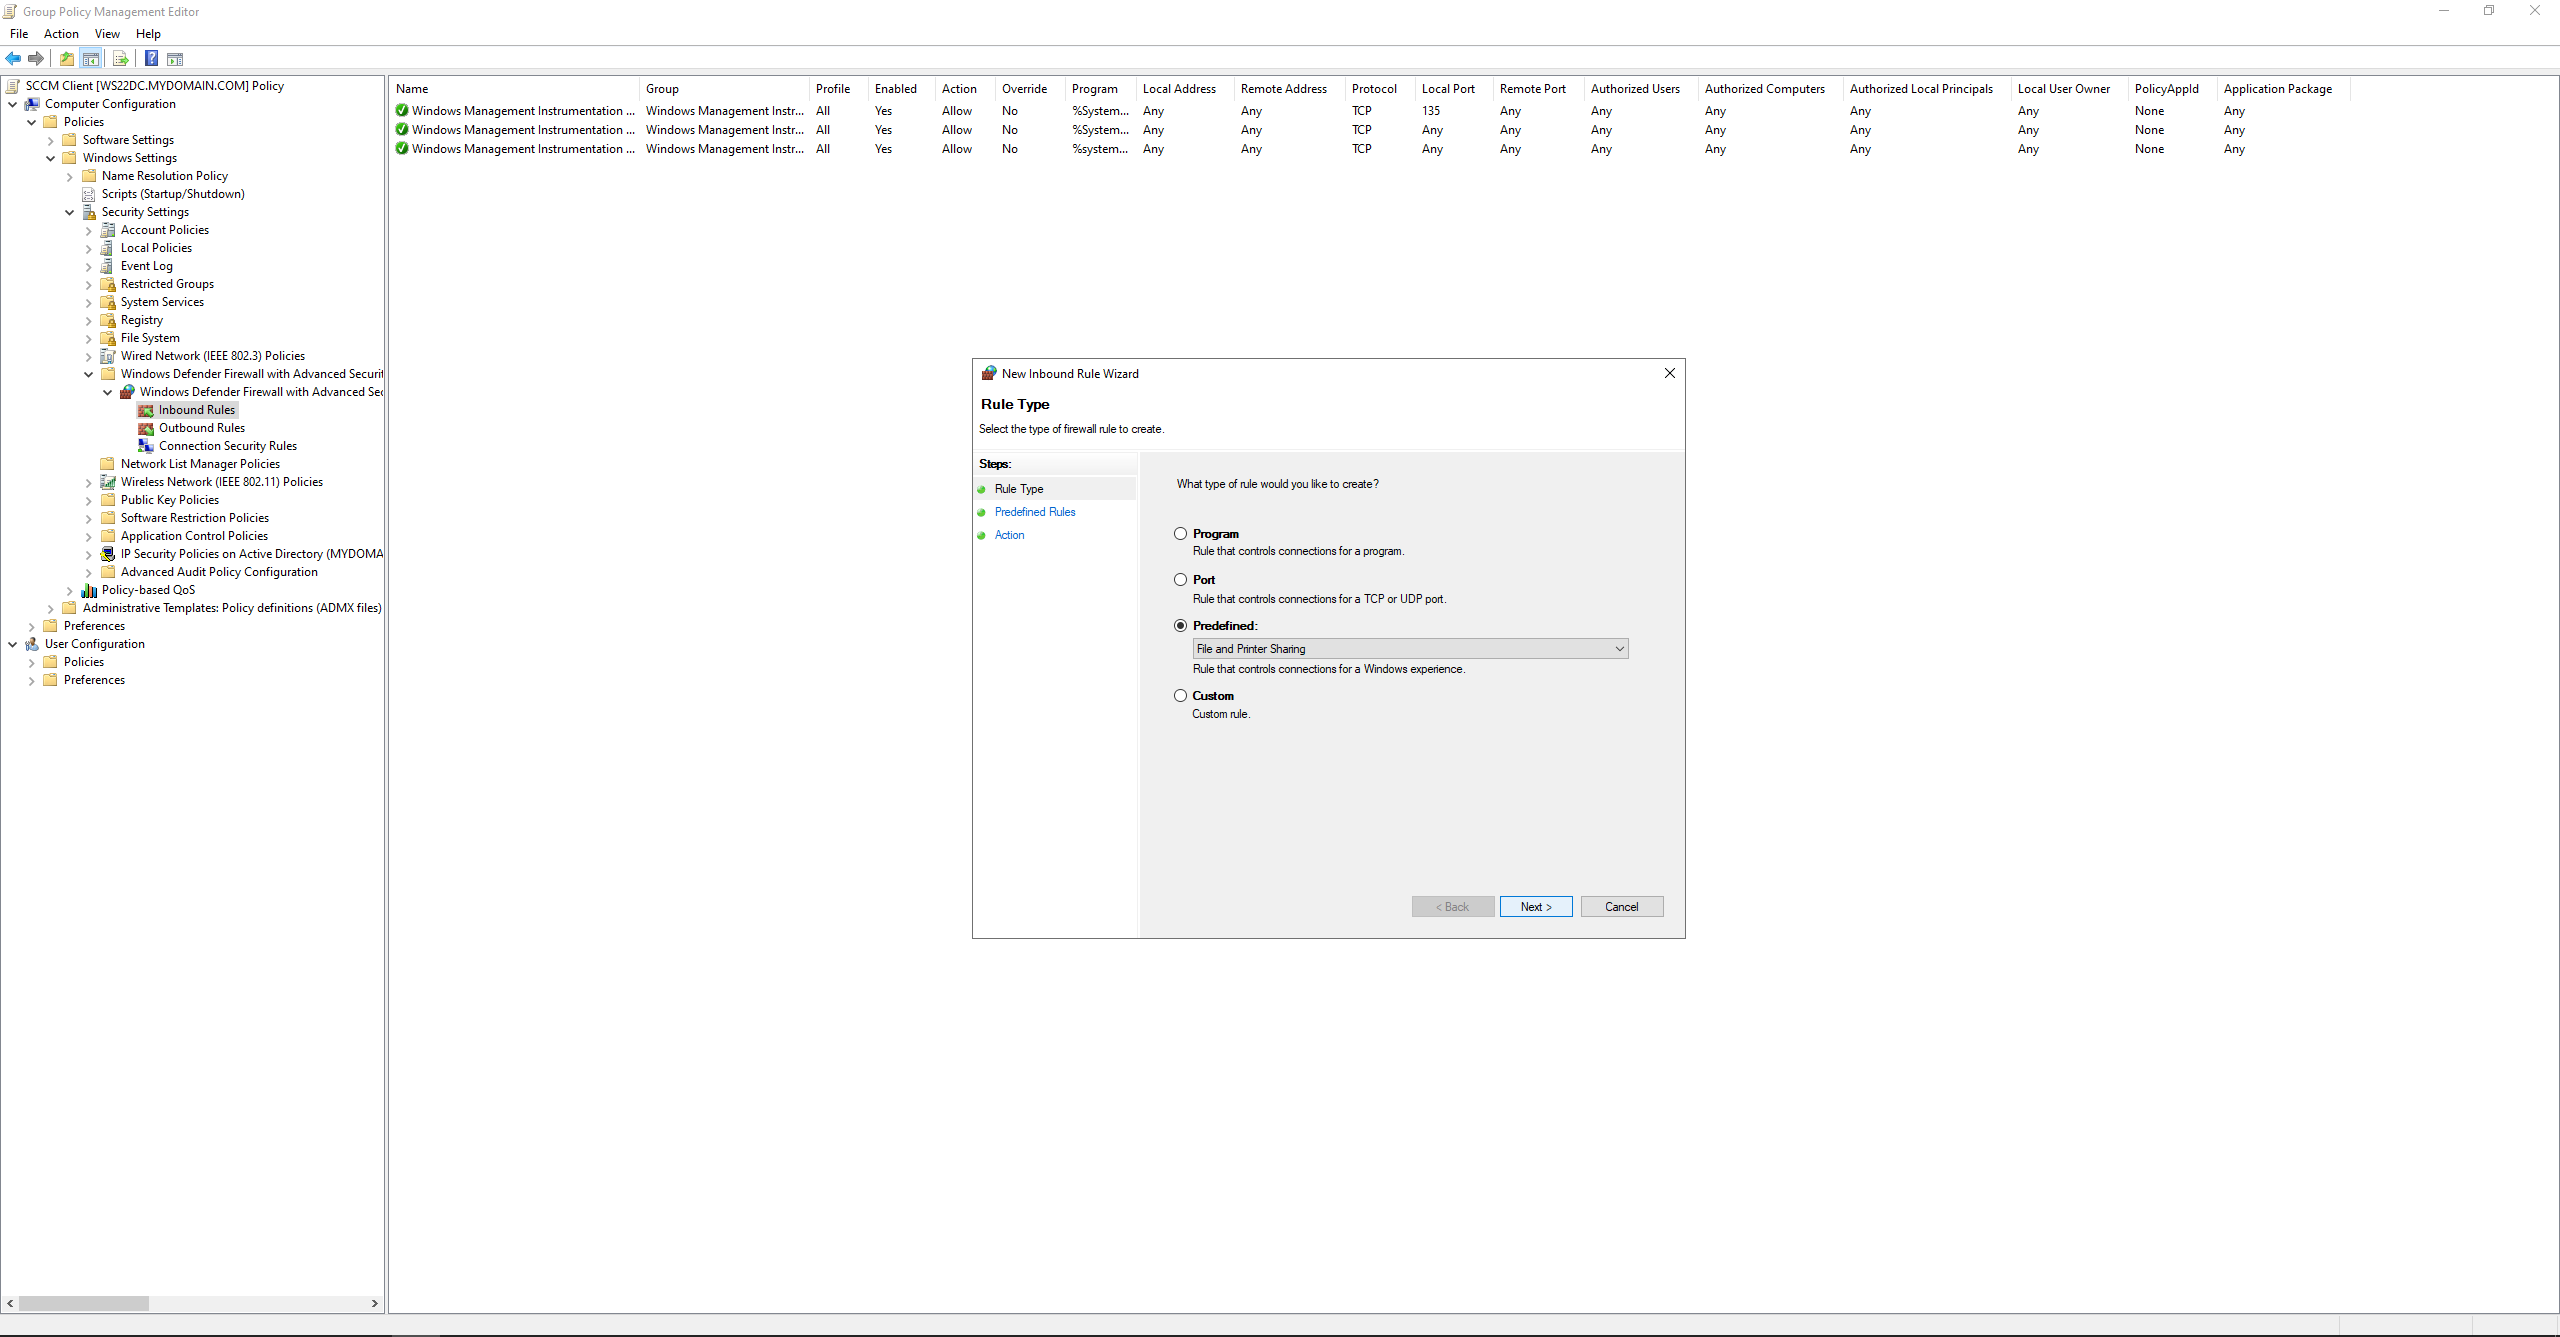 Group Policy Management Editor
File Action View Help
SCCM Client [WS22DC.MYDOMAIN.COM] Policy
Computer Configuration
Policies
Software Settings
Windows Settings
Name Resolution Policy
Scripts (Startup/Shutdown)
Security Settings
Account Policies
Local Policies
Event Log
Restricted Groups
System Services
Registry
File System
Wired Network (IEEE 802.3) Policies
Windows Defender Firewall with Advanced Securit
Windows Defender Firewall with Advanced Sec
Inbound Rules
Outbound Rules
Connection Security Rules
Network List Manager Policies
Wireless Network (IEEE 802.11) Policies
Public Key Policies
Software Restriction Policies
Application Control Policies
IP Security Policies on Active Directory (MYDOMA
Advanced Audit Policy Configuration
Policy-based QoS
Administrative Templates: Policy definitions (ADMX files)
Preferences
User Configuration
Policies
Preferences
Name Group Profile Enabled Action Override Program Local Address Remote Address Protocol Local Port Remote Port Authorized Users Authorized Computers Authorized Local Principals Local User Owner PolicyAppId Application Package
Windows Management Instrumentation ... Windows Management Instr... All Yes Allow No %System... Any Any TCP 135 Any Any Any Any Any None Any
Windows Management Instrumentation ... Windows Management Instr... All Yes Allow No %System... Any Any TCP Any Any Any Any Any Any None Any
Windows Management Instrumentation ... Windows Management Instr... All Yes Allow No %system... Any Any TCP Any Any Any Any Any Any None Any
New Inbound Rule Wizard
Rule Type
Select the type of firewall rule to create.
Steps:
Rule Type
Predefined Rules
Action
What type of rule would you like to create?
Program
Rule that controls connections for a program.
Port
Rule that controls connections for a TCP or UDP port.
Predefined:
File and Printer Sharing
Rule that controls connections for a Windows experience.
Custom
Custom rule.
< Back Next > Cancel